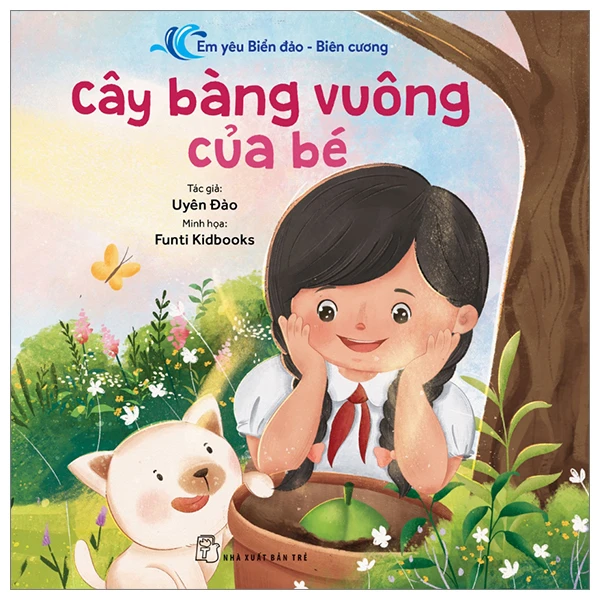 Em yêu Biển đảo - Biên cương
Cây bàng vuông
của bé
Tác giả:
Uyên Đào
Minh họa:
Funti Kidbooks
NHÀ XUẤT BẢN TRẺ